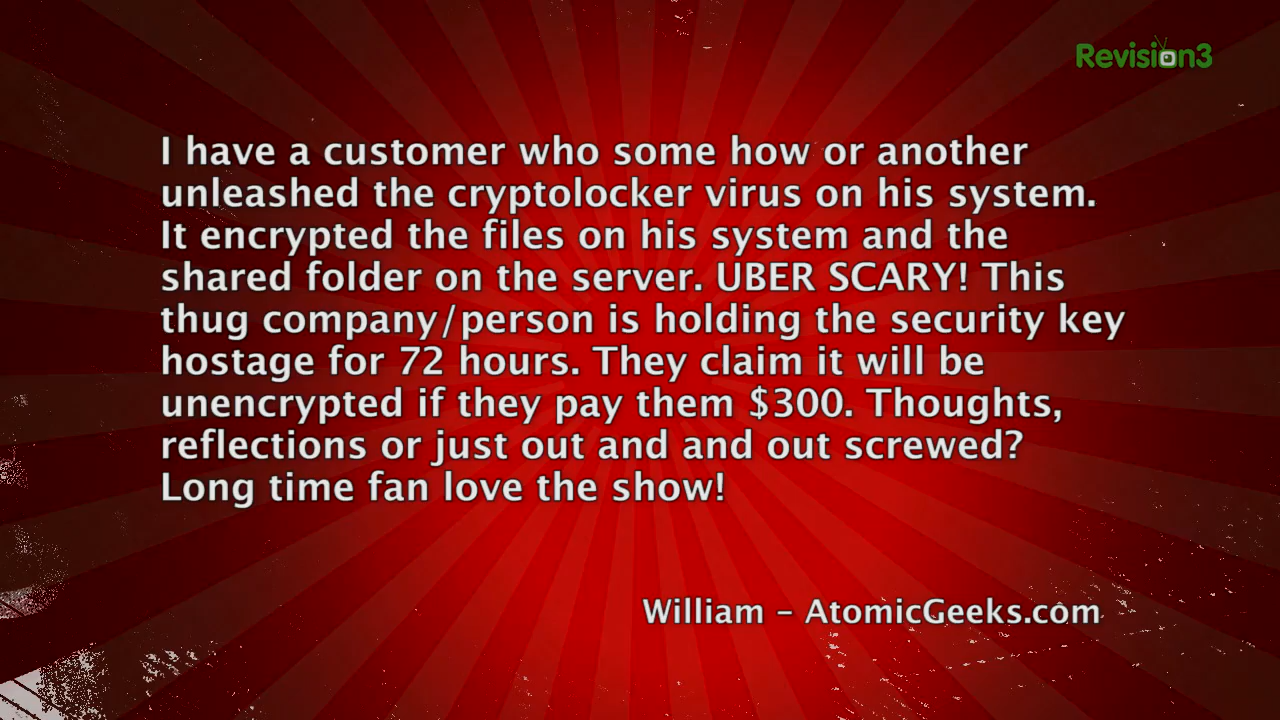 Revision3
I have a customer who some how or another
unleashed the cryptolocker virus on his system.
It encrypted the files on his system and the
shared folder on the server. UBER SCARY! This
thug company/person is holding the security key
hostage for 72 hours. They claim it will be
unencrypted if they pay them $300. Thoughts,
reflections or just out and and out screwed?
Long time fan love the show!
William – AtomicGeeks.com